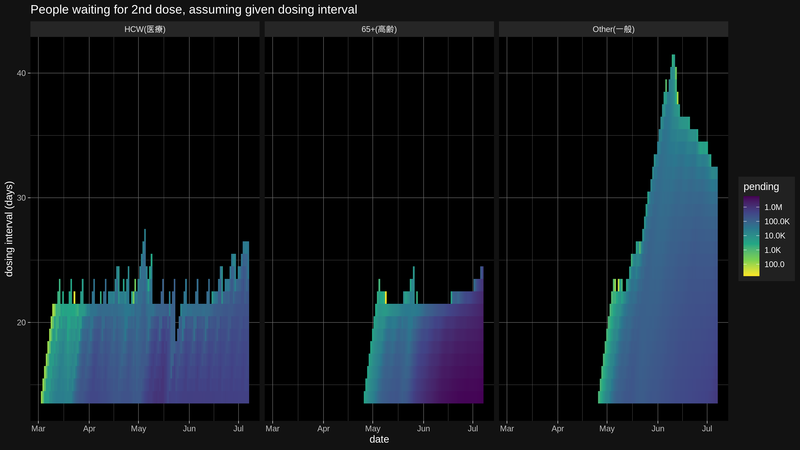 People waiting for 2nd dose, assuming given dosing interval
HCW(医療)
65+(高齢)
Other(一般)
dosing interval (days)
40
30
20
Mar Apr May Jun Jul
Mar Apr May Jun Jul
Mar Apr May Jun Jul
date
pending
1.0M
100.0K
10.0K
1.0K
100.0